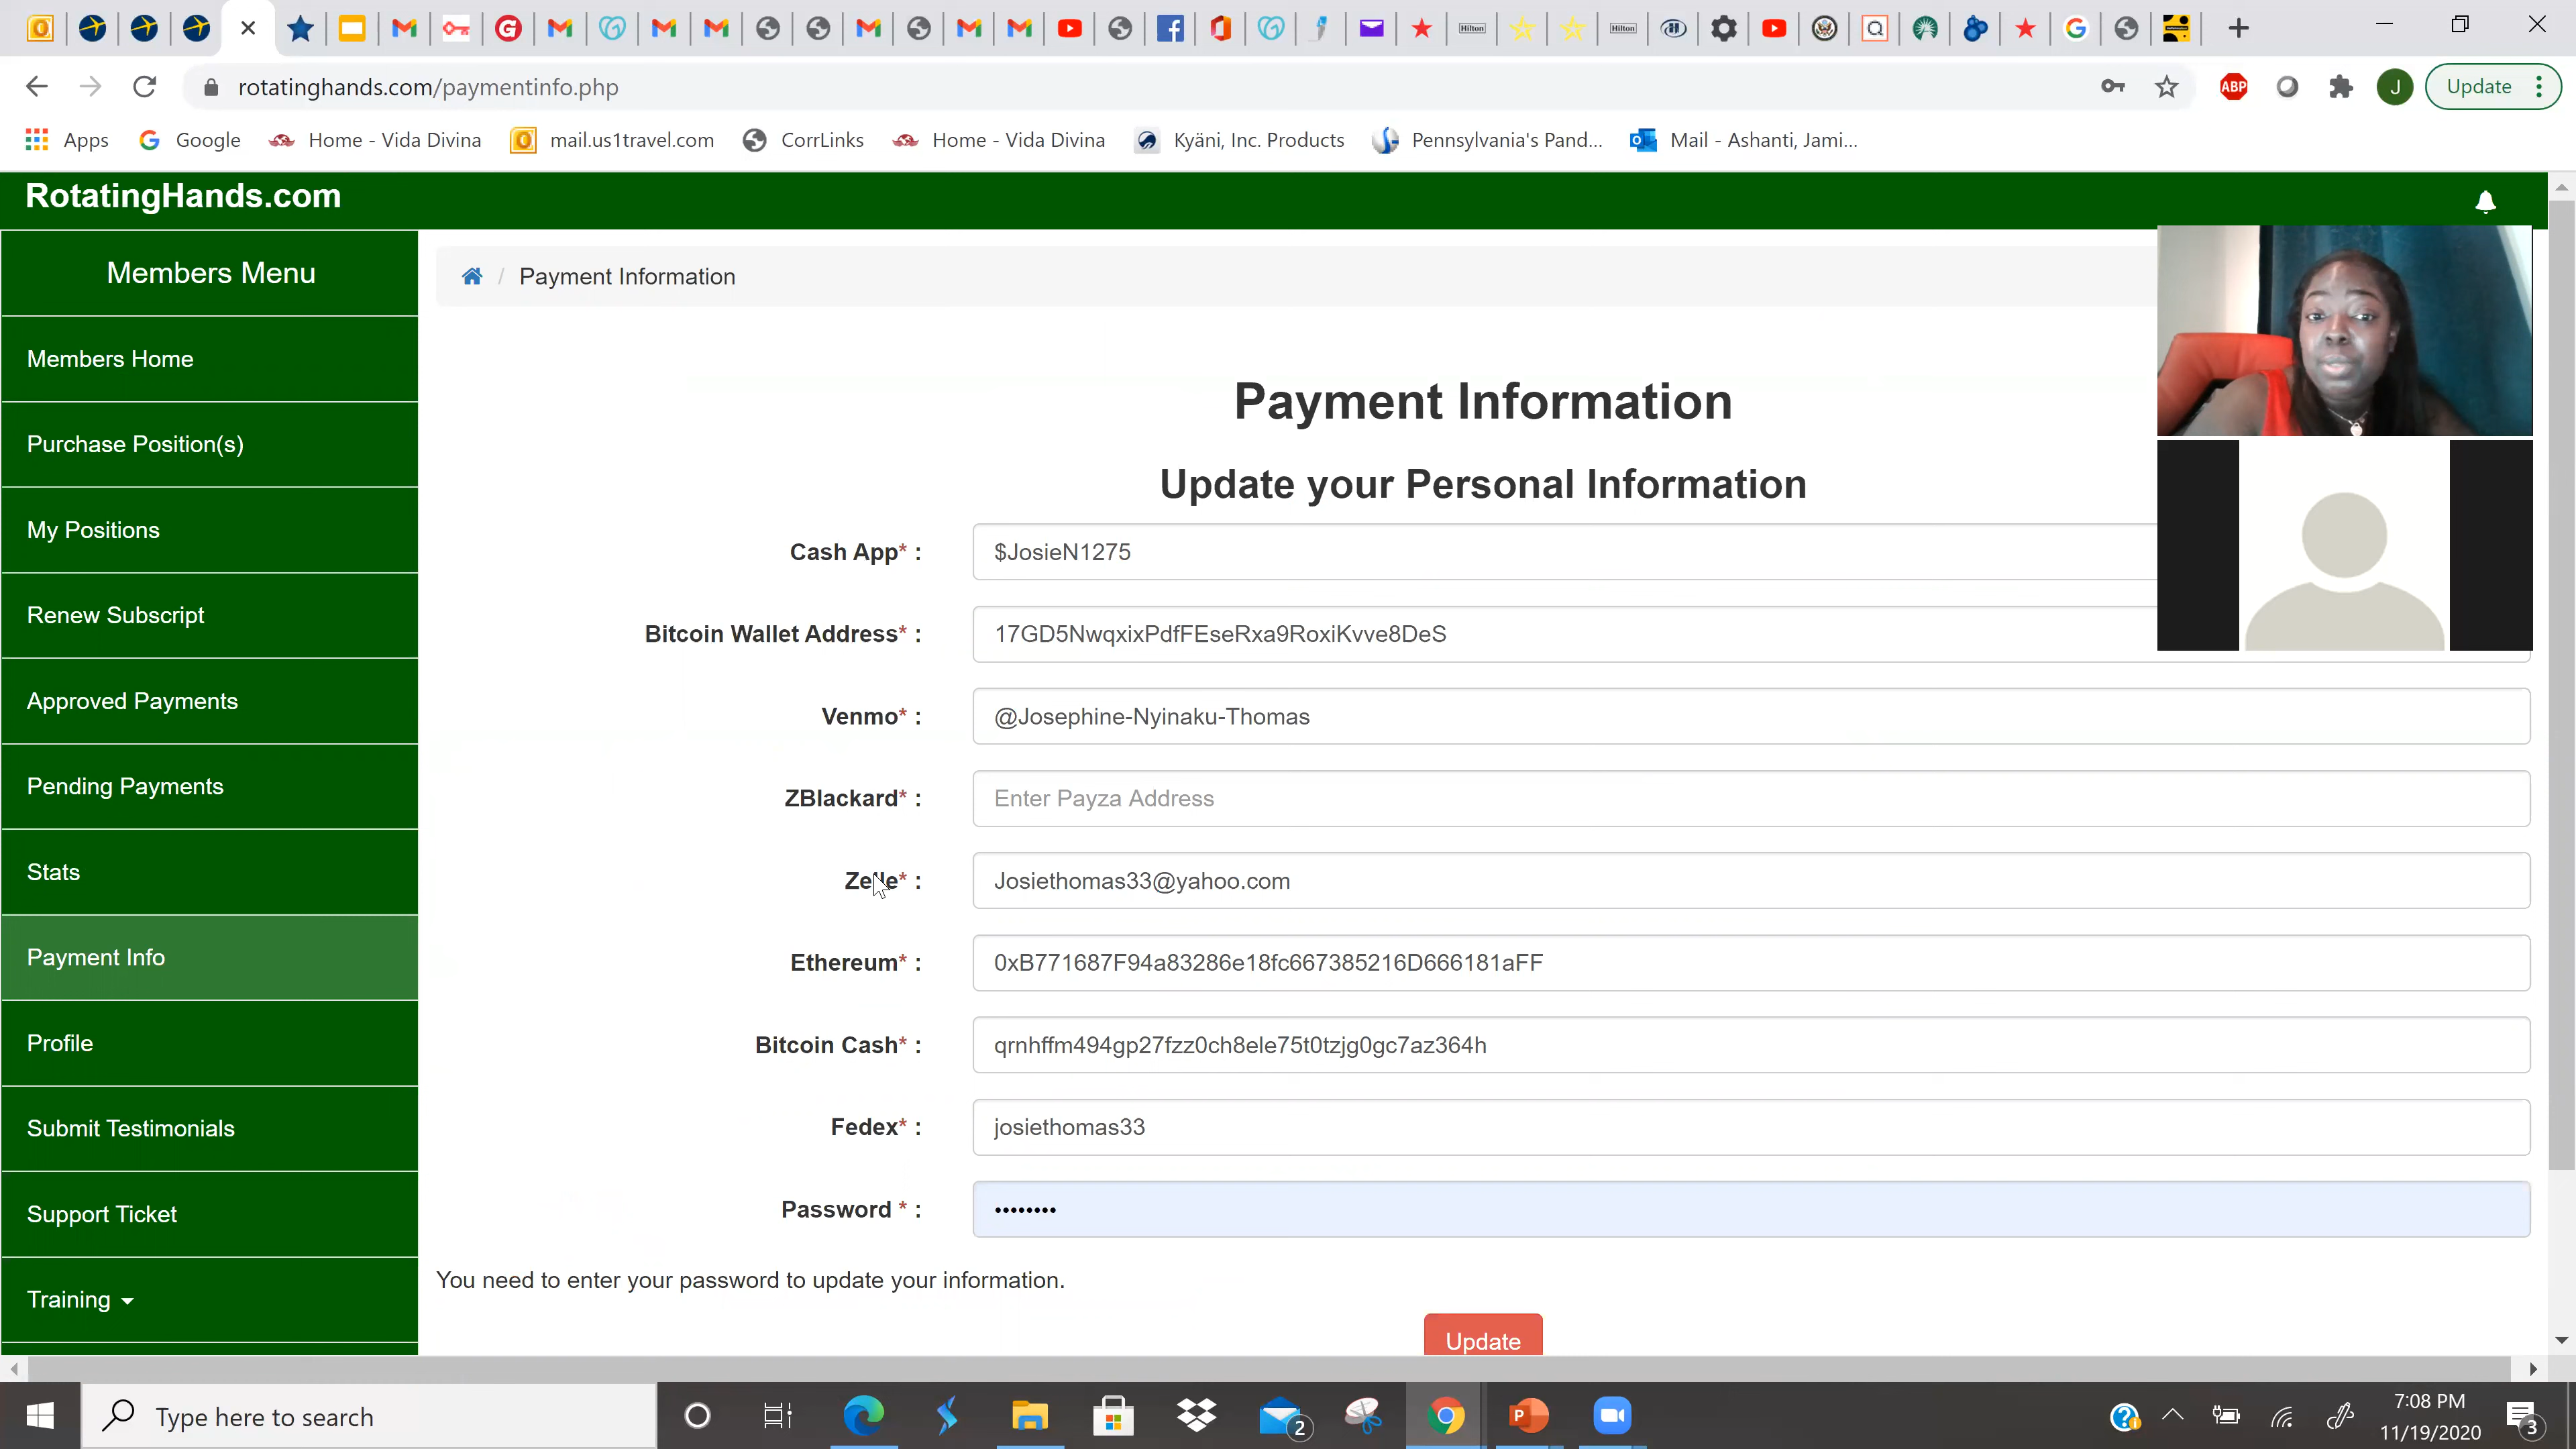 rotatinghands.com/paymentinfo.php
ABP
J
Update
Apps
Google
Home - Vida Divina
mail.us1travel.com
CorrLinks
Home - Vida Divina
Kyäni, Inc. Products
Pennsylvania's Pand...
Mail - Ashanti, Jami...
RotatingHands.com
Members Menu
Members Home
Purchase Position(s)
My Positions
Renew Subscript
Approved Payments
Pending Payments
Stats
Payment Info
Profile
Submit Testimonials
Support Ticket
Training
/ Payment Information
Payment Information
Update your Personal Information
Cash App* : $JosieN1275
Bitcoin Wallet Address* : 17GD5NwqxixPdfFEseRxa9RoxiKvve8DeS
Venmo* : @Josephine-Nyinaku-Thomas
ZBlackard* : Enter Payza Address
Zelle* : Josiethomas33@yahoo.com
Ethereum* : 0xB771687F94a83286e18fc667385216D666181aFF
Bitcoin Cash* : qrnhffm494gp27fzz0ch8ele75t0tzjg0gc7az364h
Fedex* : josiethomas33
Password * : ••••••••
You need to enter your password to update your information.
Update
Type here to search
2
7:08 PM
11/19/2020
3